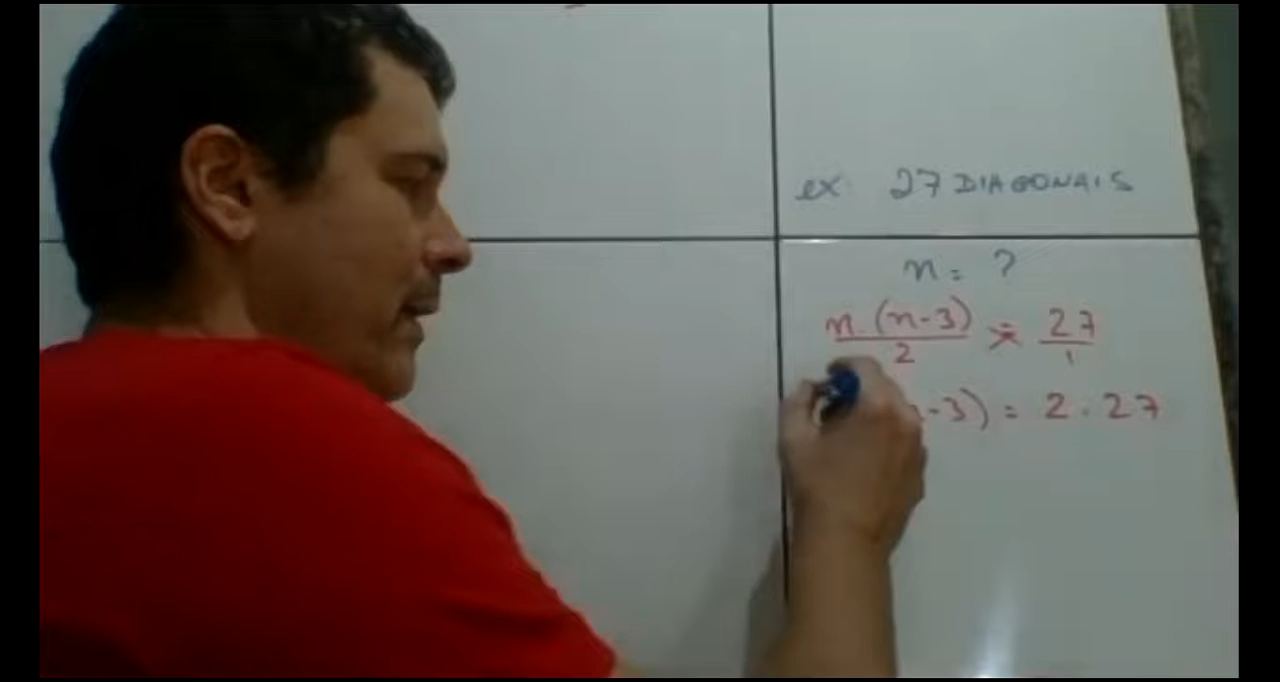 ex: 27 DIAGONAIS
n = ?
n.(n-3)/2 = 27/1
n-3) = 2.27